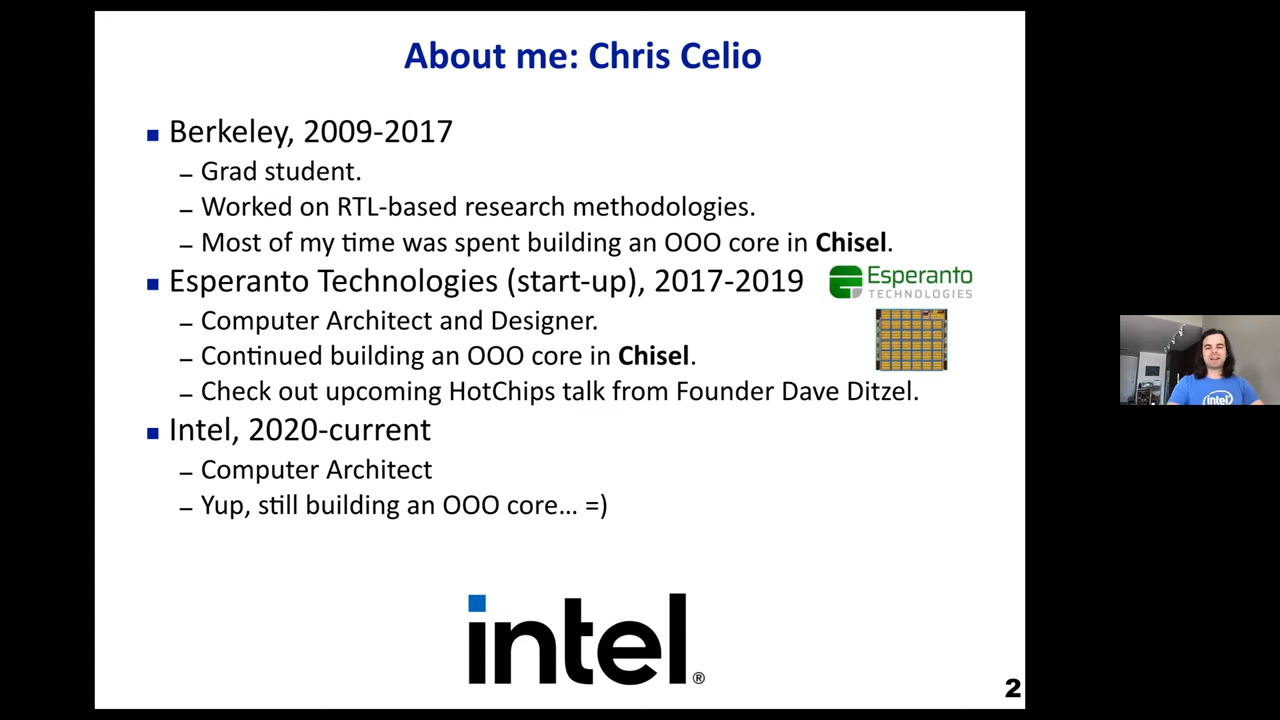 About me: Chris Celio
Berkeley, 2009-2017
– Grad student.
– Worked on RTL-based research methodologies.
– Most of my time was spent building an OOO core in Chisel.
Esperanto Technologies (start-up), 2017-2019
Esperanto
TECHNOLOGIES
– Computer Architect and Designer.
– Continued building an OOO core in Chisel.
– Check out upcoming HotChips talk from Founder Dave Ditzel.
Intel, 2020-current
– Computer Architect
– Yup, still building an OOO core... =)
intel
intel®
2